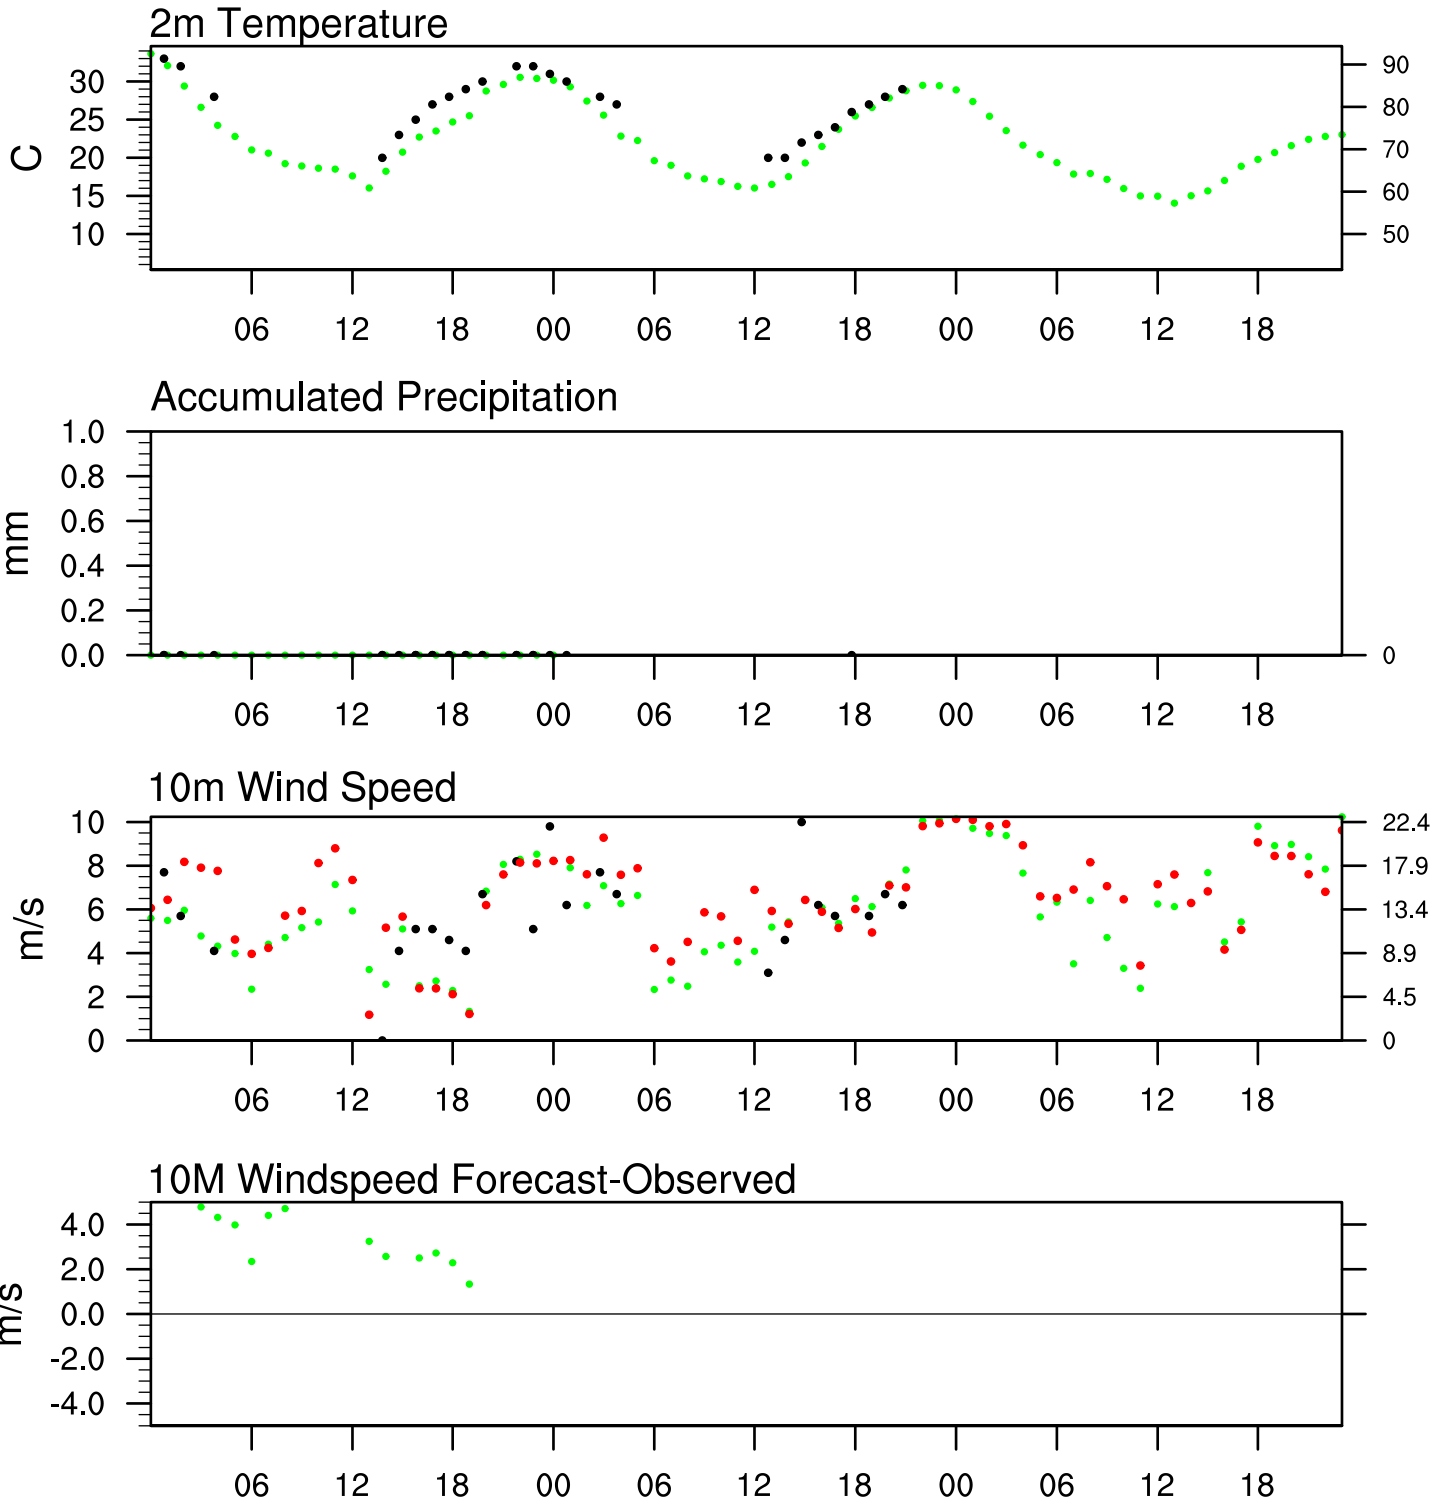 2m Temperature
30
25
20
15
10
C
90
80
70
60
50
06 12 18 00 06 12 18 00 06 12 18
Accumulated Precipitation
1.0
0.8
0.6
0.4
0.2
0.0
mm
0
06 12 18 00 06 12 18 00 06 12 18
10m Wind Speed
10
8
6
4
2
0
m/s
22.4
17.9
13.4
8.9
4.5
0
06 12 18 00 06 12 18 00 06 12 18
10M Windspeed Forecast-Observed
4.0
2.0
0.0
-2.0
-4.0
m/s
06 12 18 00 06 12 18 00 06 12 18